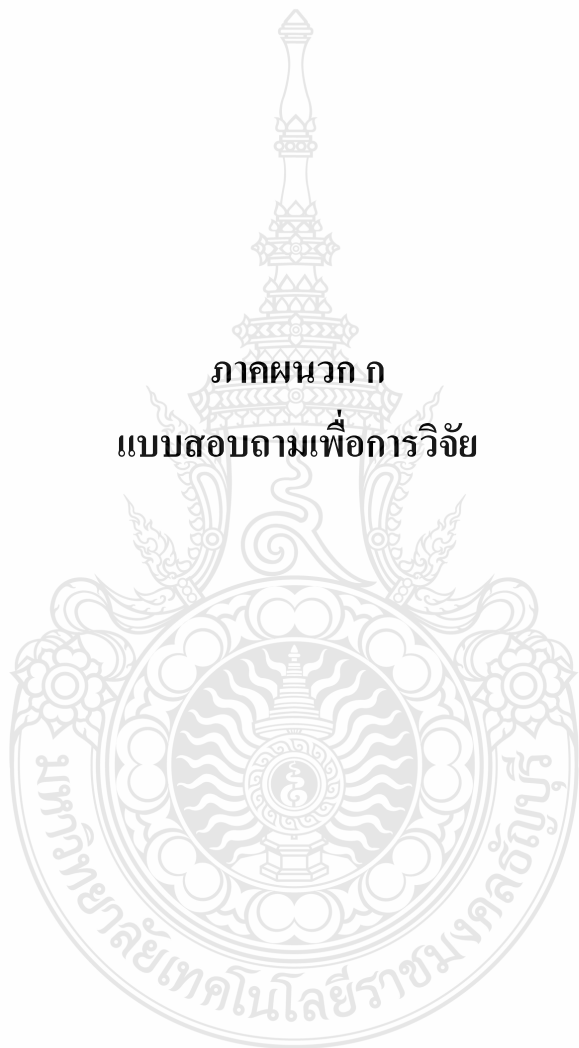 ภาคผนวก ก
แบบสอบถามเพื่อการวิจัย
มหาวิทยาลัยเทคโนโลยีราชมงคลธัญบุรี